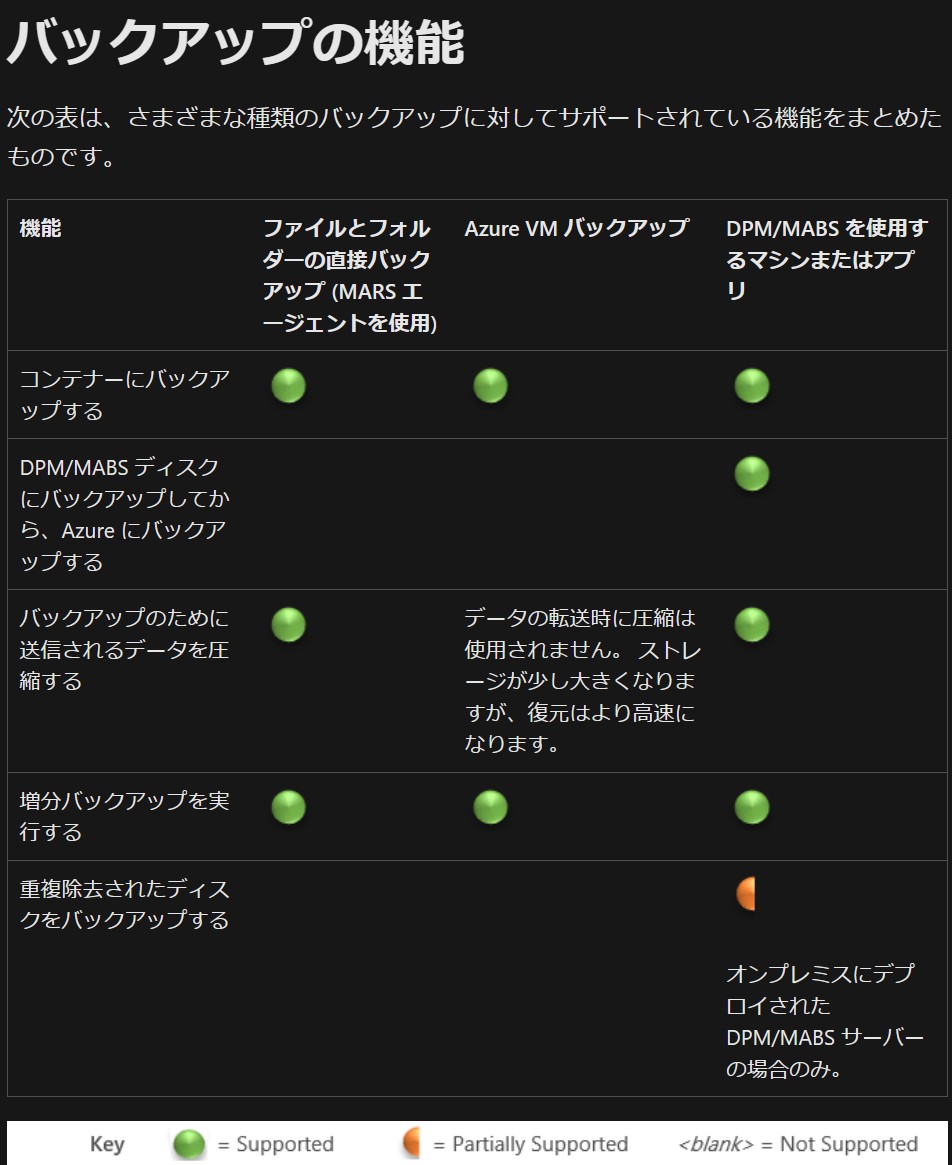 バックアップの機能
次の表は、さまざまな種類のバックアップに対してサポートされている機能をまとめた
ものです。
機能
ファイルとフォル
ダーの直接バック
アップ (MARS エ
ージェントを使用)
Azure VM バックアップ
DPM/MABS を使用す
るマシンまたはアプ
リ
コンテナーにバックア
ップする
DPM/MABS ディスク
にバックアップしてか
ら、Azure にバックア
ップする
バックアップのために
送信されるデータを圧
縮する
データの転送時に圧縮は
使用されません。 ストレ
ージが少し大きくなりま
すが、復元はより高速に
なります。
増分バックアップを実
行する
重複除去されたディス
クをバックアップする
オンプレミスにデプ
ロイされた
DPM/MABS サーバー
の場合のみ。
Key = Supported = Partially Supported <blank> = Not Supported